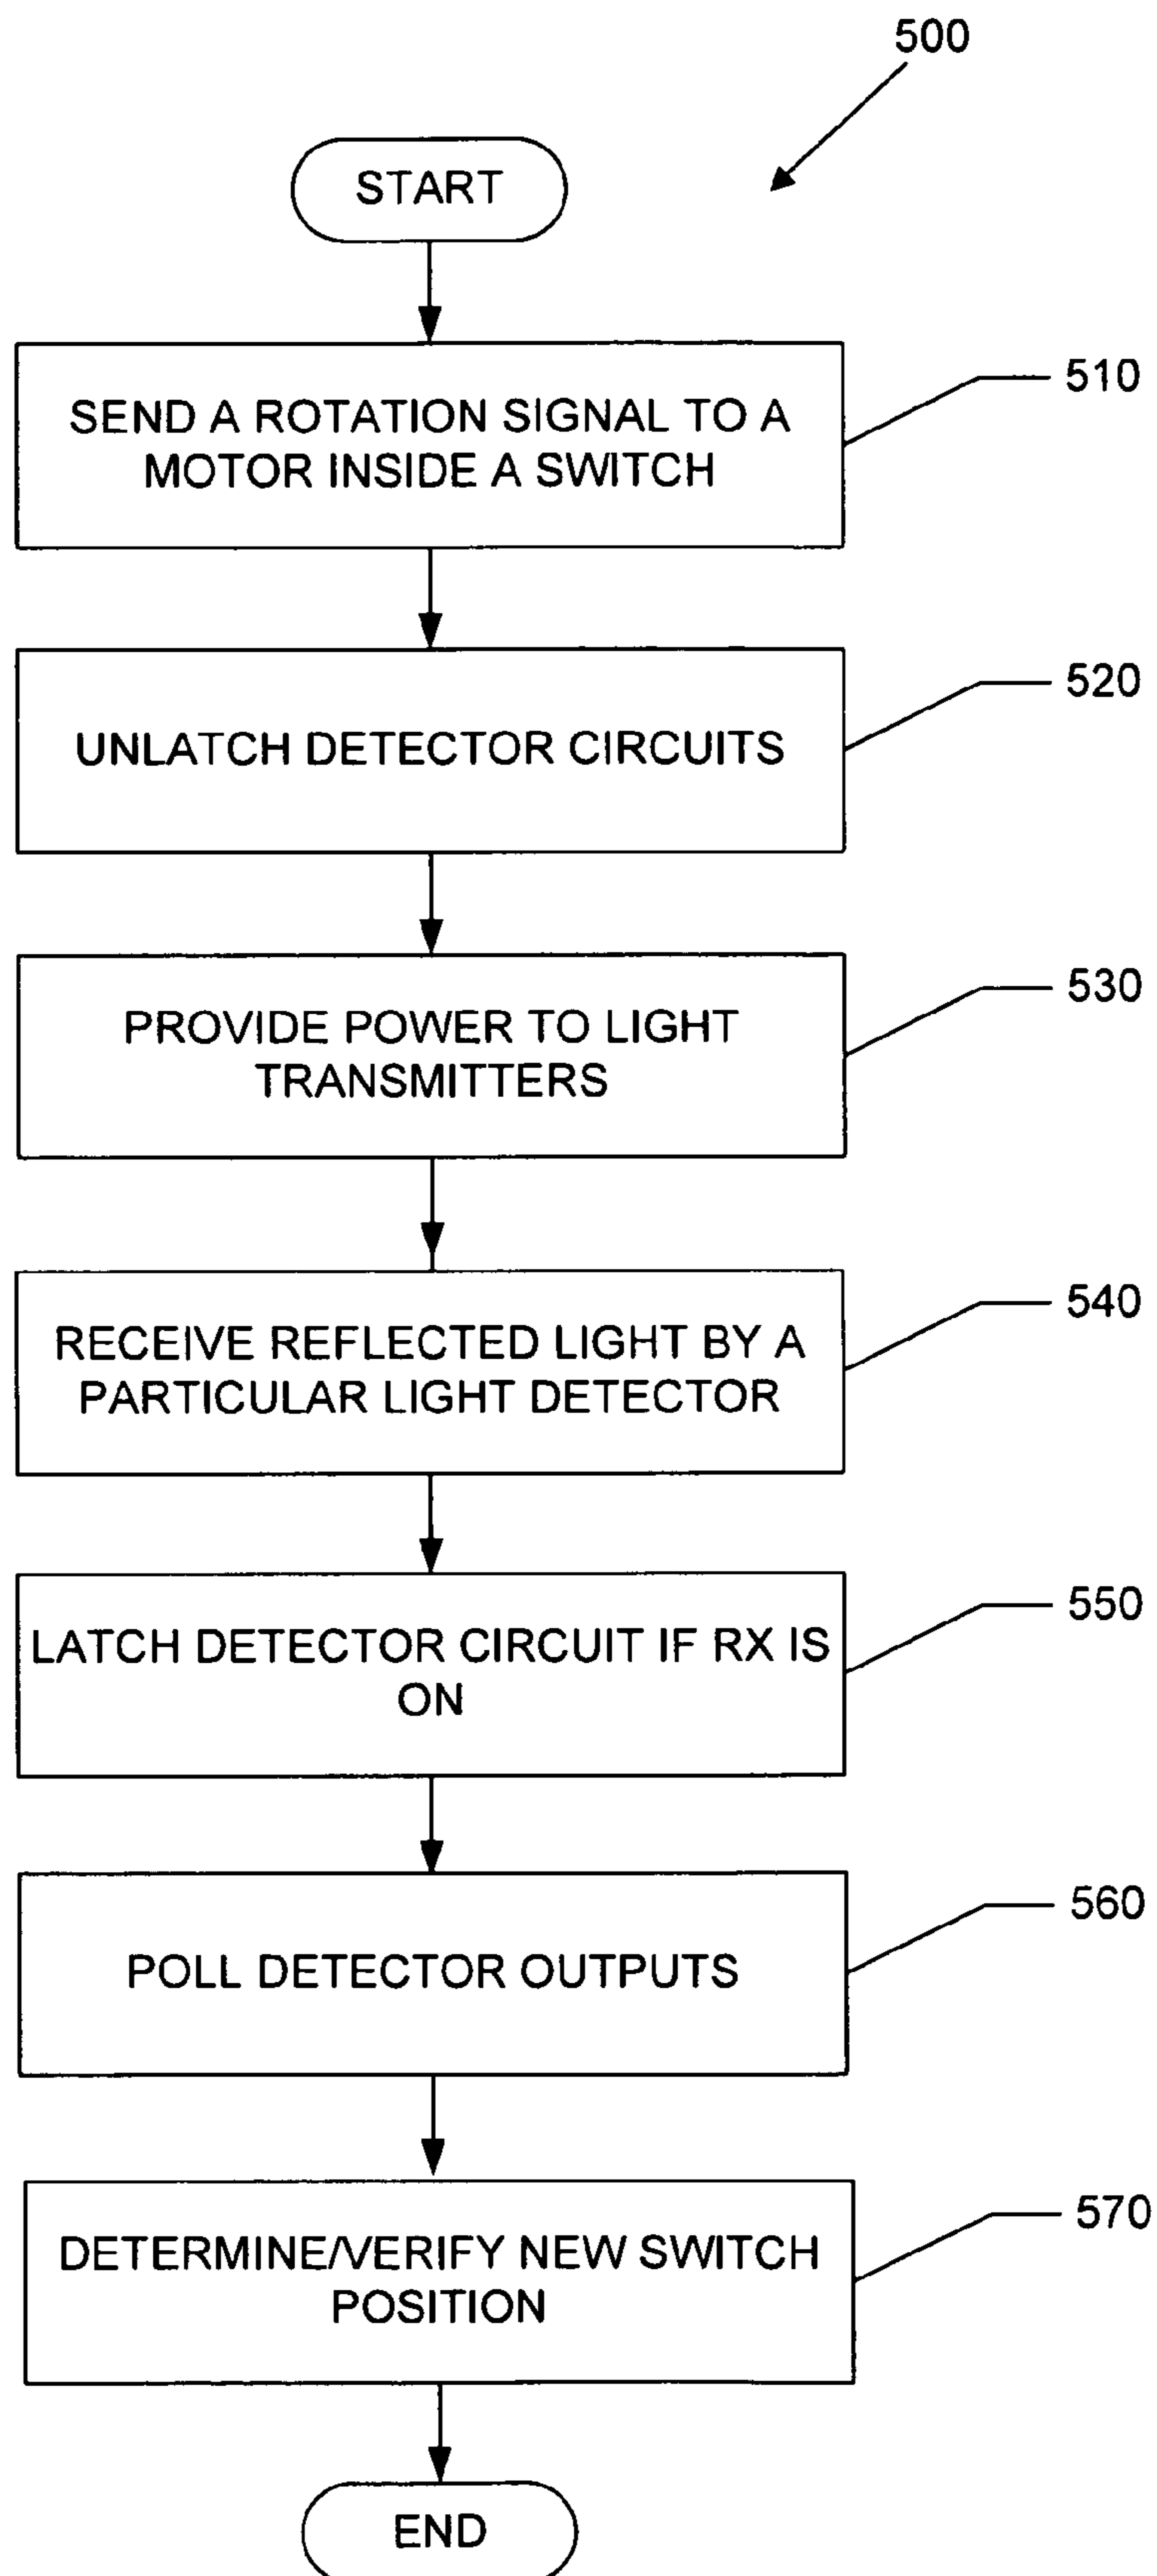 500
START
SEND A ROTATION SIGNAL TO A
MOTOR INSIDE A SWITCH
510
UNLATCH DETECTOR CIRCUITS
520
PROVIDE POWER TO LIGHT
TRANSMITTERS
530
RECEIVE REFLECTED LIGHT BY A
PARTICULAR LIGHT DETECTOR
540
LATCH DETECTOR CIRCUIT IF RX IS
ON
550
POLL DETECTOR OUTPUTS
560
DETERMINE/VERIFY NEW SWITCH
POSITION
570
END